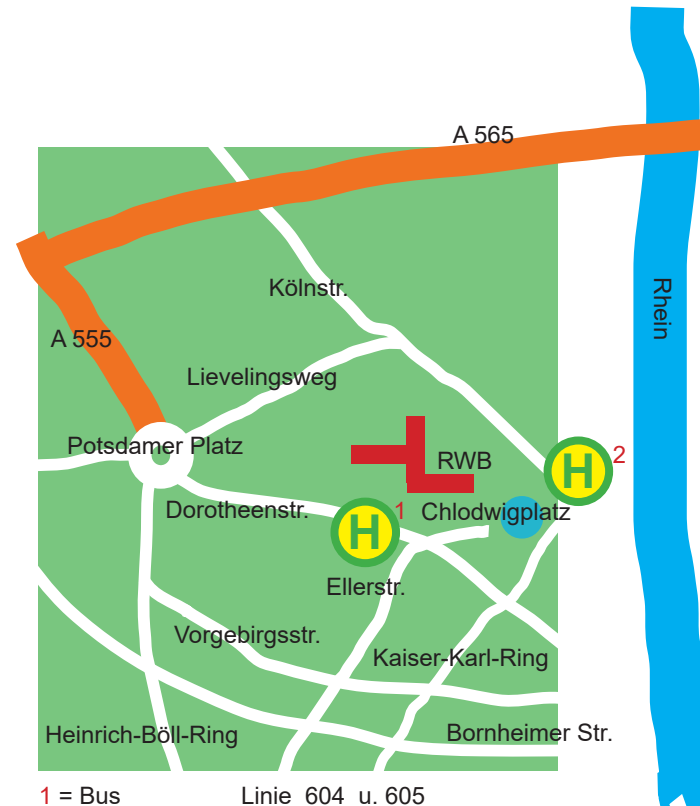 A 565
Kölnstr.
Rhein
A 555
Lievelingsweg
Potsdamer Platz
RWB
H 2
Dorotheenstr.
H 1
Chlodwigplatz
Ellerstr.
Vorgebirgsstr.
Kaiser-Karl-Ring
Heinrich-Böll-Ring
Bornheimer Str.
1 = Bus Linie 604 u. 605